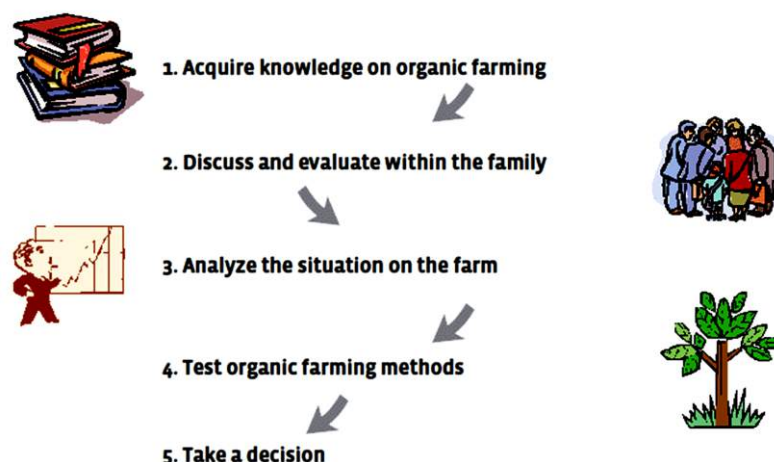 1. Acquire knowledge on organic farming
2. Discuss and evaluate within the family
3. Analyze the situation on the farm
4. Test organic farming methods
5. Take a decision